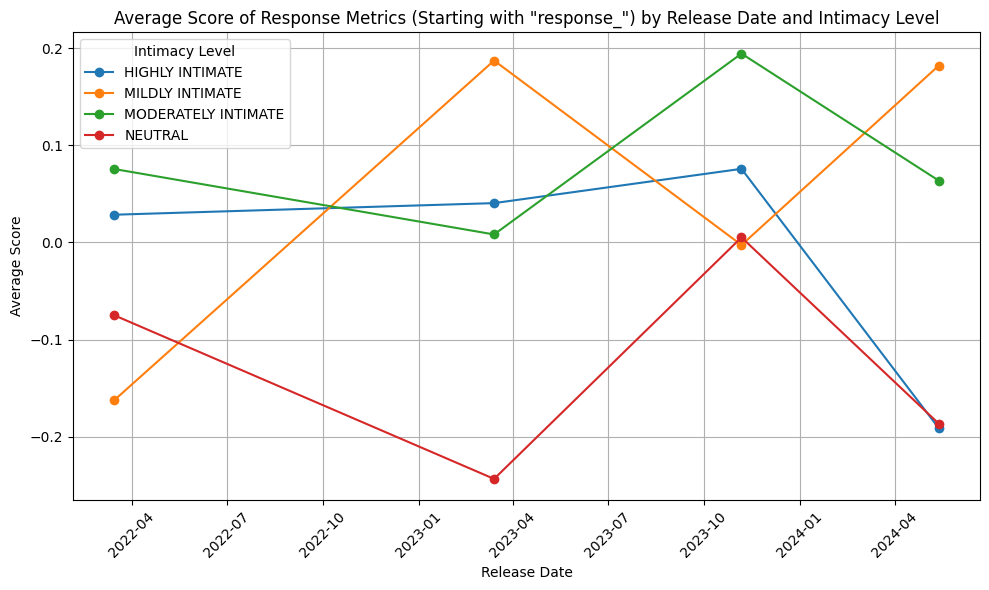 Average Score of Response Metrics (Starting with "response_") by Release Date and Intimacy Level
Intimacy Level
HIGHLY INTIMATE
MILDLY INTIMATE
MODERATELY INTIMATE
NEUTRAL
0.2
0.1
0.0
−0.1
−0.2
Average Score
2022-04
2022-07
2022-10
2023-01
2023-04
2023-07
2023-10
2024-01
2024-04
Release Date